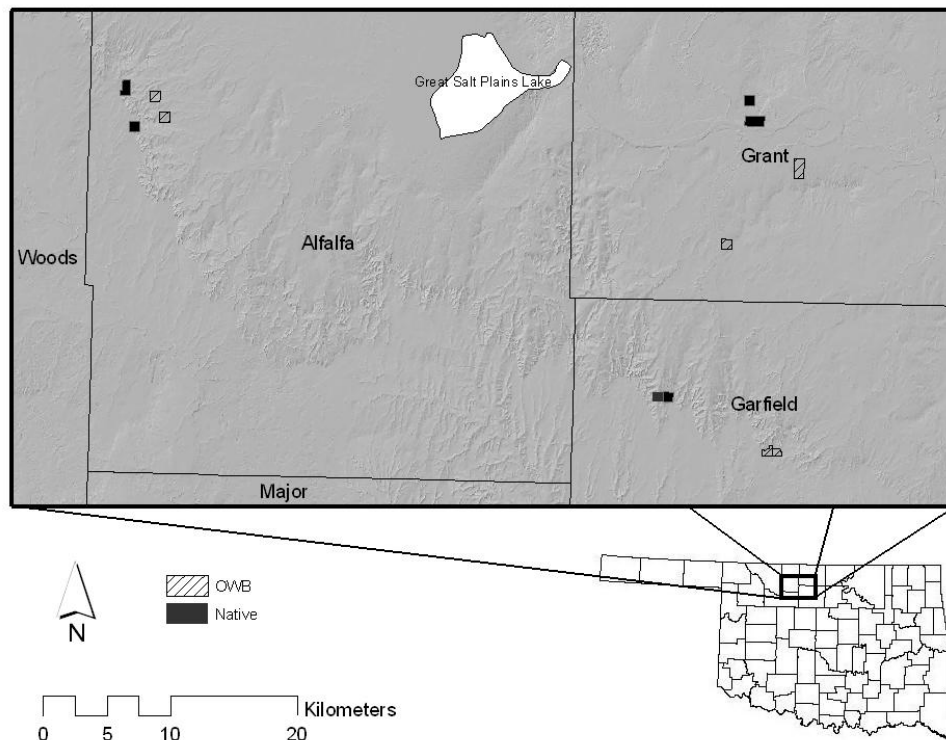 Great Salt Plains Lake
Grant
Alfalfa
Woods
Garfield
Major
OWB
Native
N
Kilometers
0 5 10 20